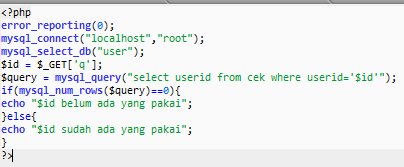 <?php
error_reporting(0);
mysql_connect("localhost","root");
mysql_select_db("user");
$id = $_GET['q'];
$query = mysql_query("select userid from cek where userid='$id'");
if(mysql_num_rows($query)==0){
echo "$id belum ada yang pakai";
}else{
echo "$id sudah ada yang pakai";
}
?>